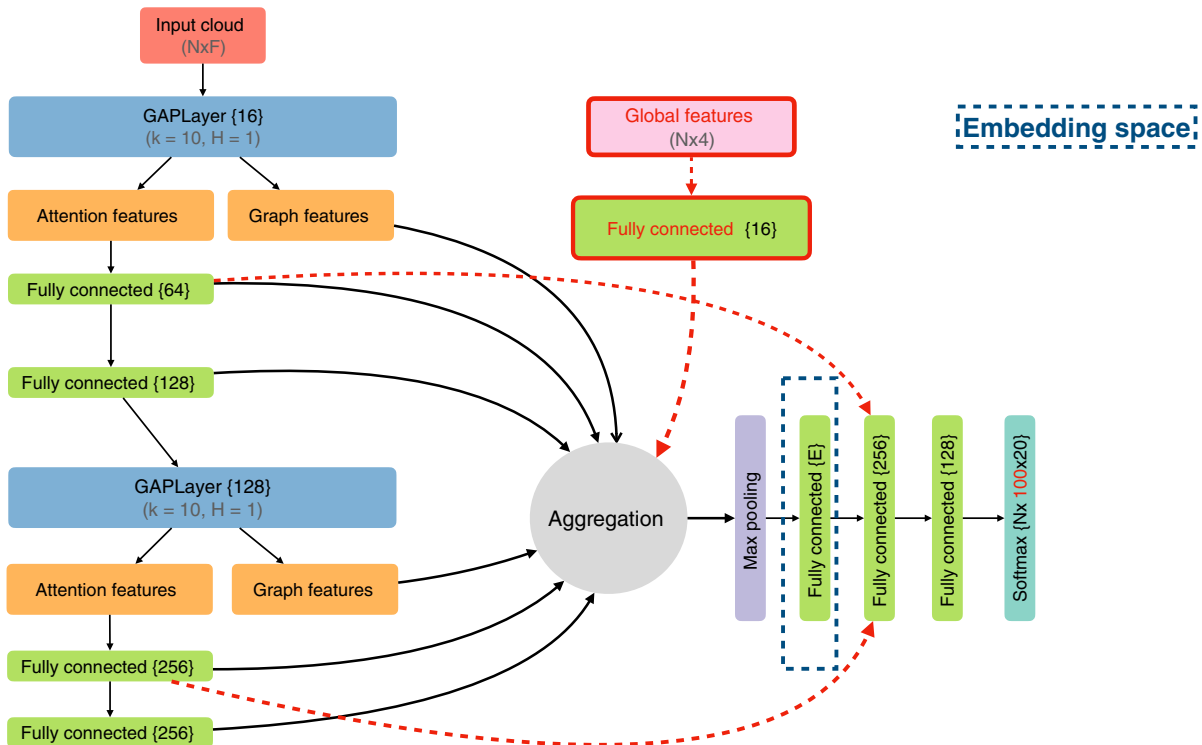 Input cloud
(NxF)
GAPLayer {16}
(k = 10, H = 1)
Attention features
Graph features
Fully connected {64}
Fully connected {128}
GAPLayer {128}
(k = 10, H = 1)
Attention features
Graph features
Fully connected {256}
Fully connected {256}
Global features
(Nx4)
Fully connected {16}
Embedding space
Aggregation
Max pooling
Fully connected {E}
Fully connected {256}
Fully connected {128}
Softmax {Nx 100x20}